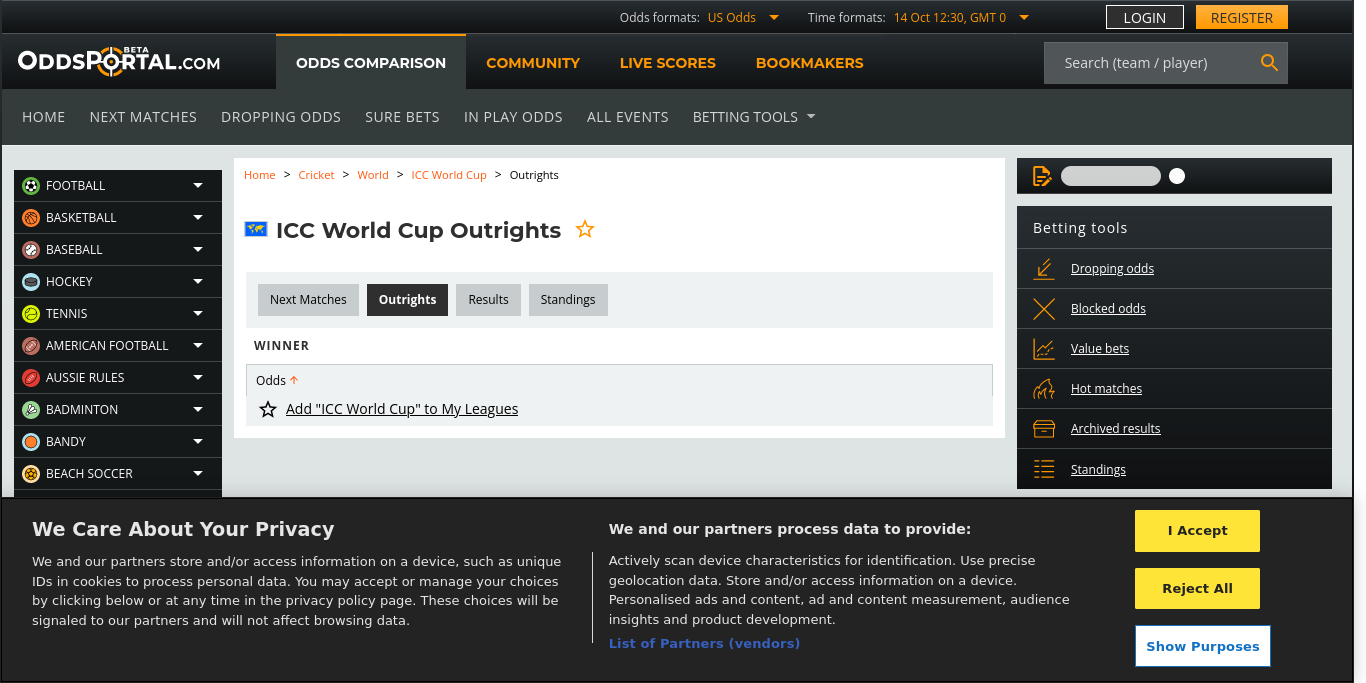 Odds formats: US Odds Time formats: 14 Oct 12:30, GMT 0 LOGIN REGISTER
ODDSPORTAL.COM BETA ODDS COMPARISON COMMUNITY LIVE SCORES BOOKMAKERS Search (team / player)
HOME NEXT MATCHES DROPPING ODDS SURE BETS IN PLAY ODDS ALL EVENTS BETTING TOOLS
FOOTBALL
BASKETBALL
BASEBALL
HOCKEY
TENNIS
AMERICAN FOOTBALL
AUSSIE RULES
BADMINTON
BANDY
BEACH SOCCER
Home > Cricket > World > ICC World Cup > Outrights
ICC World Cup Outrights
Next Matches Outrights Results Standings
WINNER
Odds
Add "ICC World Cup" to My Leagues
Betting tools
Dropping odds
Blocked odds
Value bets
Hot matches
Archived results
Standings
We Care About Your Privacy
We and our partners store and/or access information on a device, such as unique
IDs in cookies to process personal data. You may accept or manage your choices
by clicking below or at any time in the privacy policy page. These choices will be
signaled to our partners and will not affect browsing data.
We and our partners process data to provide:
Actively scan device characteristics for identification. Use precise
geolocation data. Store and/or access information on a device.
Personalised ads and content, ad and content measurement, audience
insights and product development.
List of Partners (vendors)
I Accept
Reject All
Show Purposes